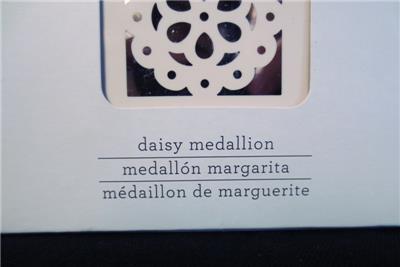 daisy medallion
medallón margarita
médaillon de marguerite